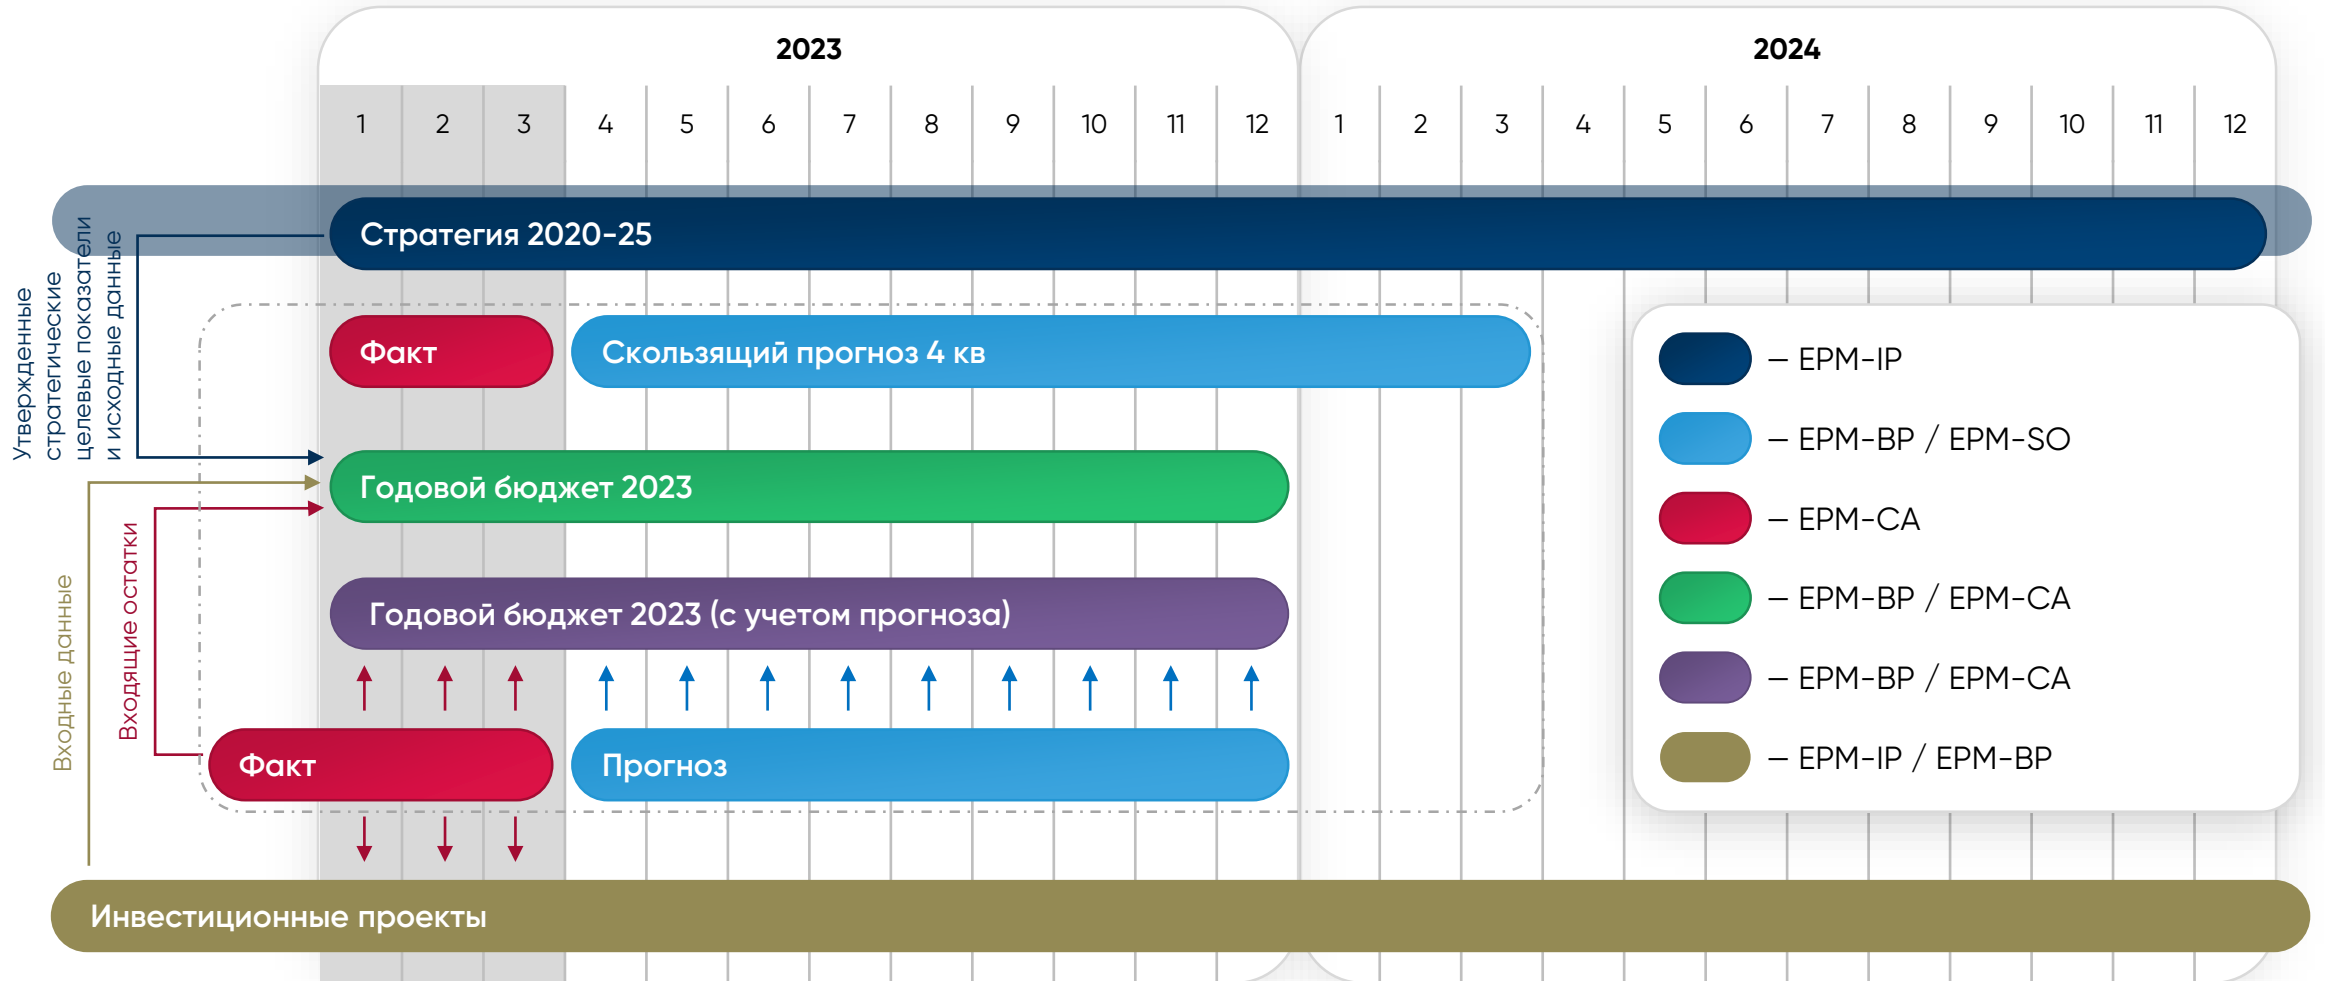 2023
2024
1 2 3 4 5 6 7 8 9 10 11 12 1 2 3 4 5 6 7 8 9 10 11 12
Стратегия 2020-25
Утвержденные
стратегические
целевые показатели
и исходные данные
Факт
Скользящий прогноз 4 кв
Годовой бюджет 2023
Годовой бюджет 2023 (с учетом прогноза)
Входные данные
Входящие остатки
Факт
Прогноз
Инвестиционные проекты
— EPM-IP
— EPM-BP / EPM-SO
— EPM-CA
— EPM-BP / EPM-CA
— EPM-BP / EPM-CA
— EPM-IP / EPM-BP